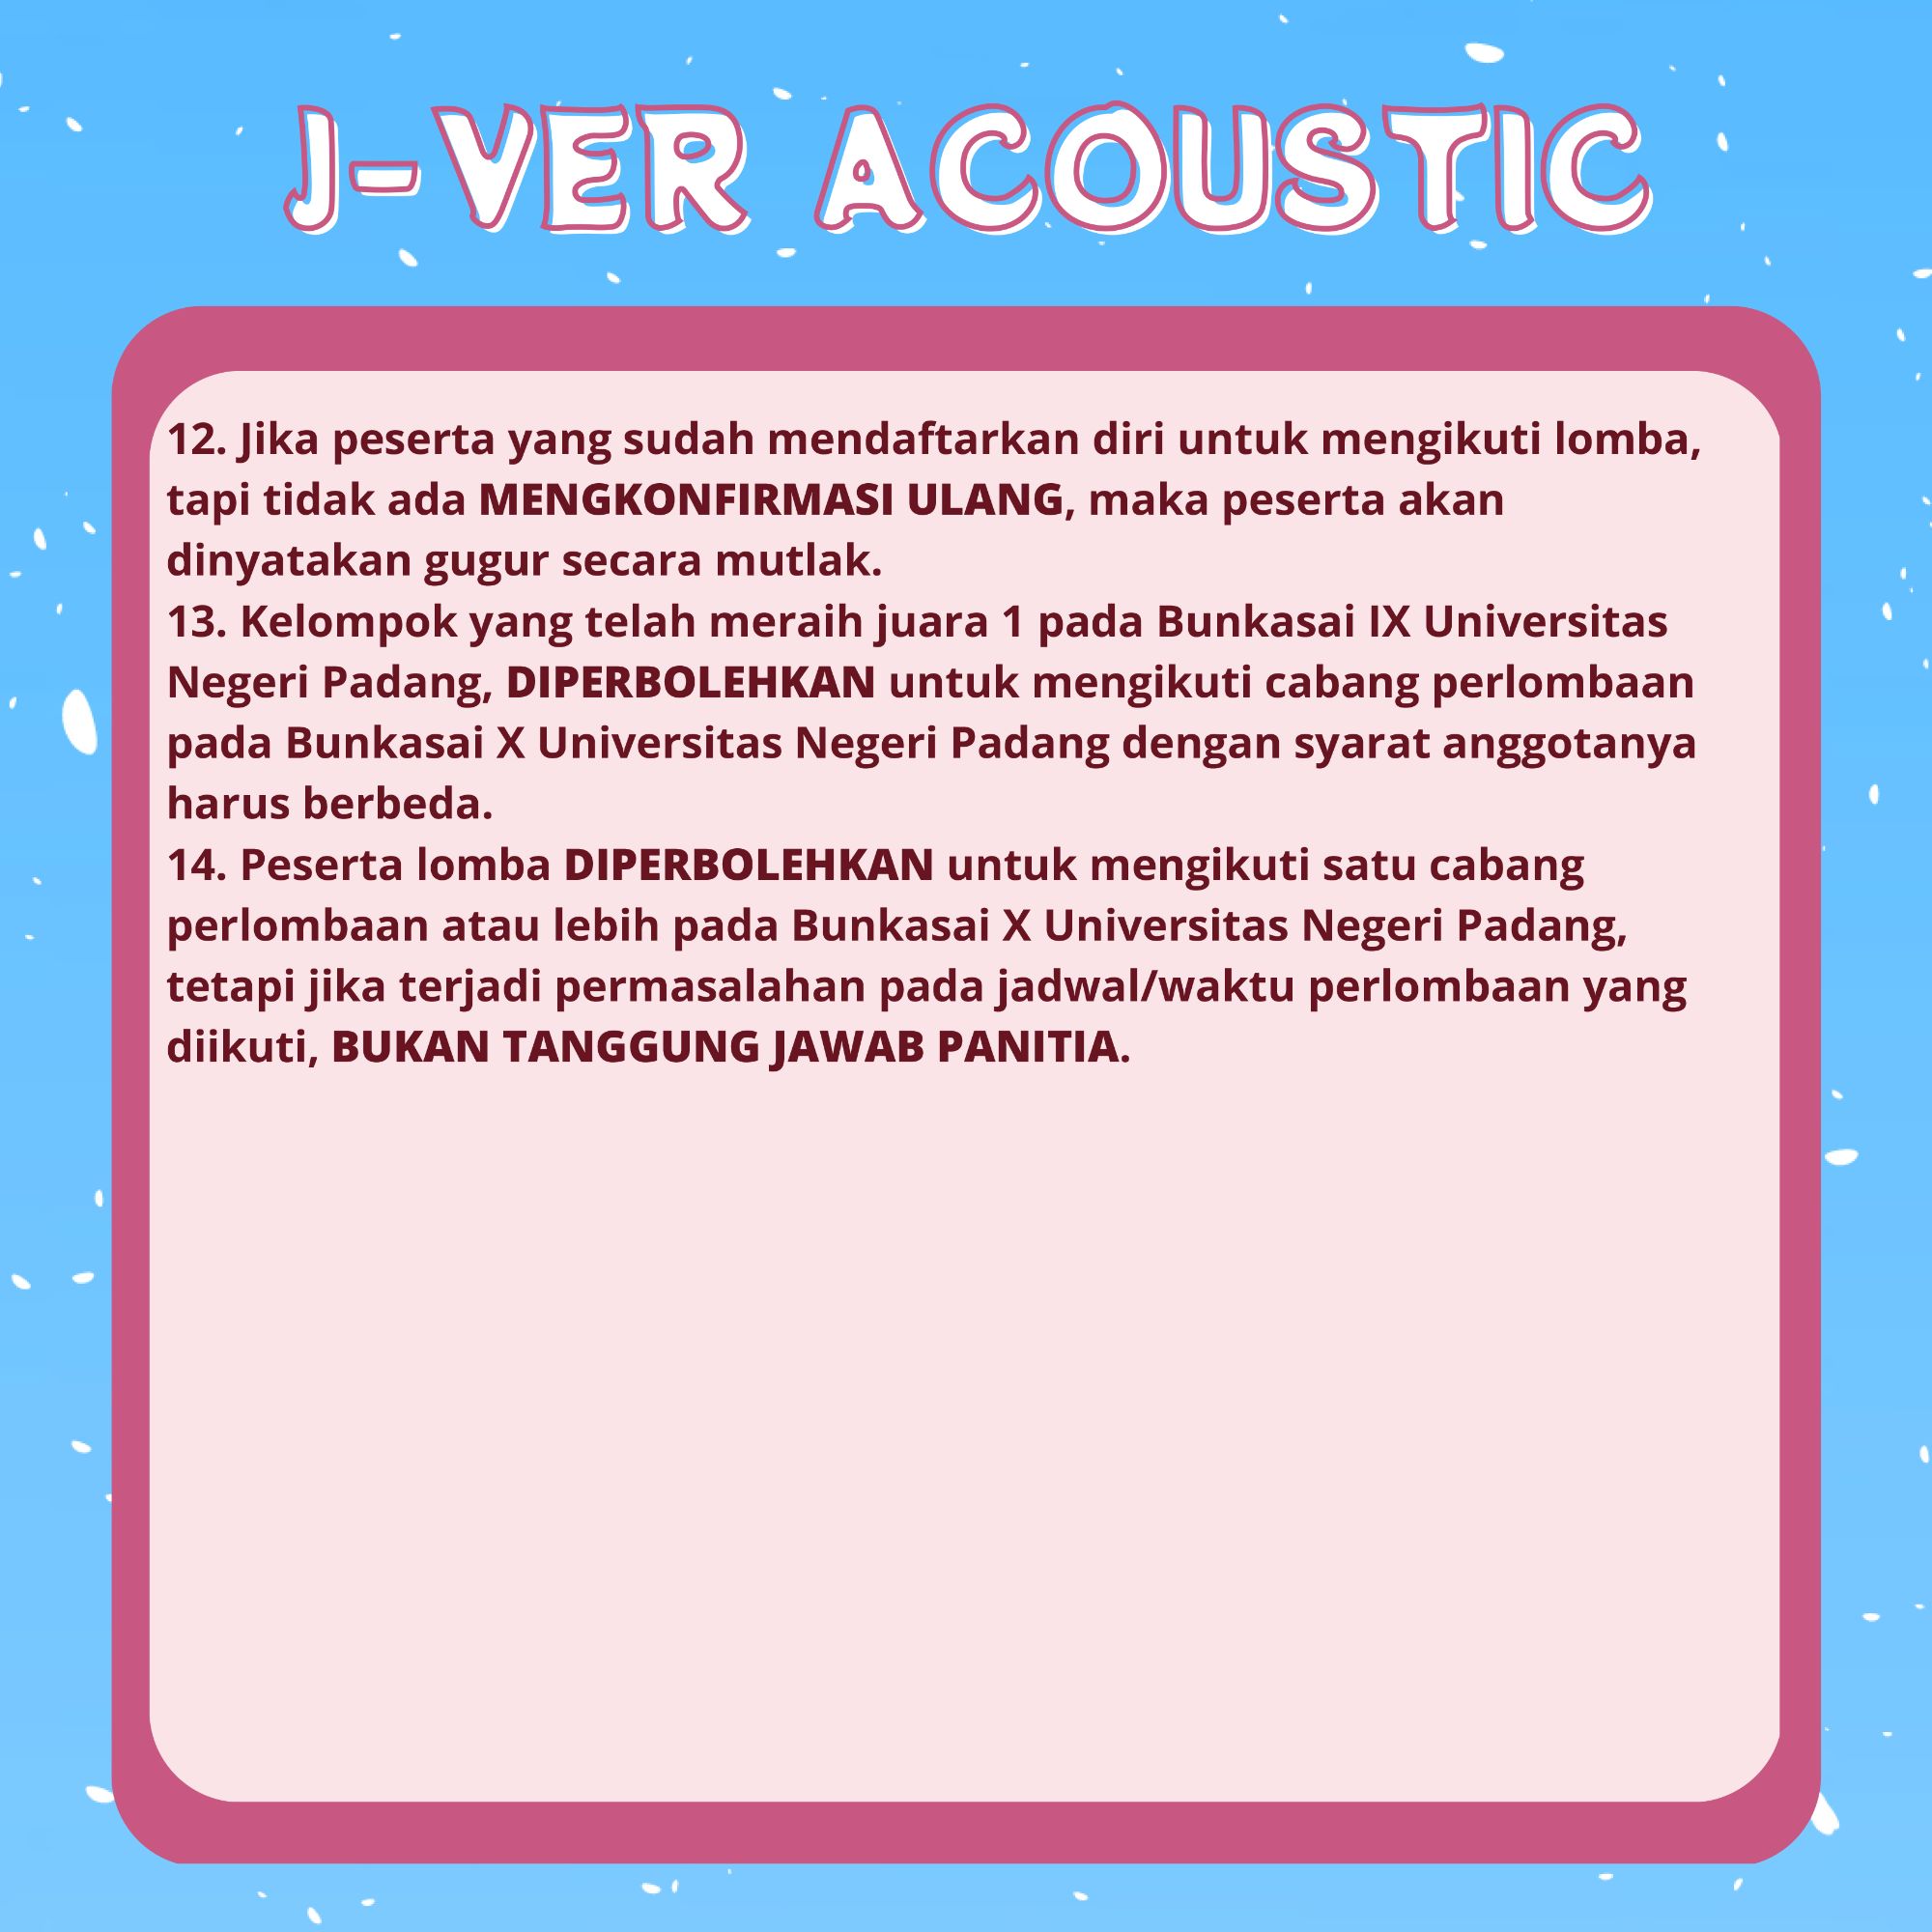 J-VER ACOUSTIC
12. Jika peserta yang sudah mendaftarkan diri untuk mengikuti lomba,
tapi tidak ada MENGKONFIRMASI ULANG, maka peserta akan
dinyatakan gugur secara mutlak.
13. Kelompok yang telah meraih juara 1 pada Bunkasai IX Universitas
Negeri Padang, DIPERBOLEHKAN untuk mengikuti cabang perlombaan
pada Bunkasai X Universitas Negeri Padang dengan syarat anggotanya
harus berbeda.
14. Peserta lomba DIPERBOLEHKAN untuk mengikuti satu cabang
perlombaan atau lebih pada Bunkasai X Universitas Negeri Padang,
tetapi jika terjadi permasalahan pada jadwal/waktu perlombaan yang
diikuti, BUKAN TANGGUNG JAWAB PANITIA.